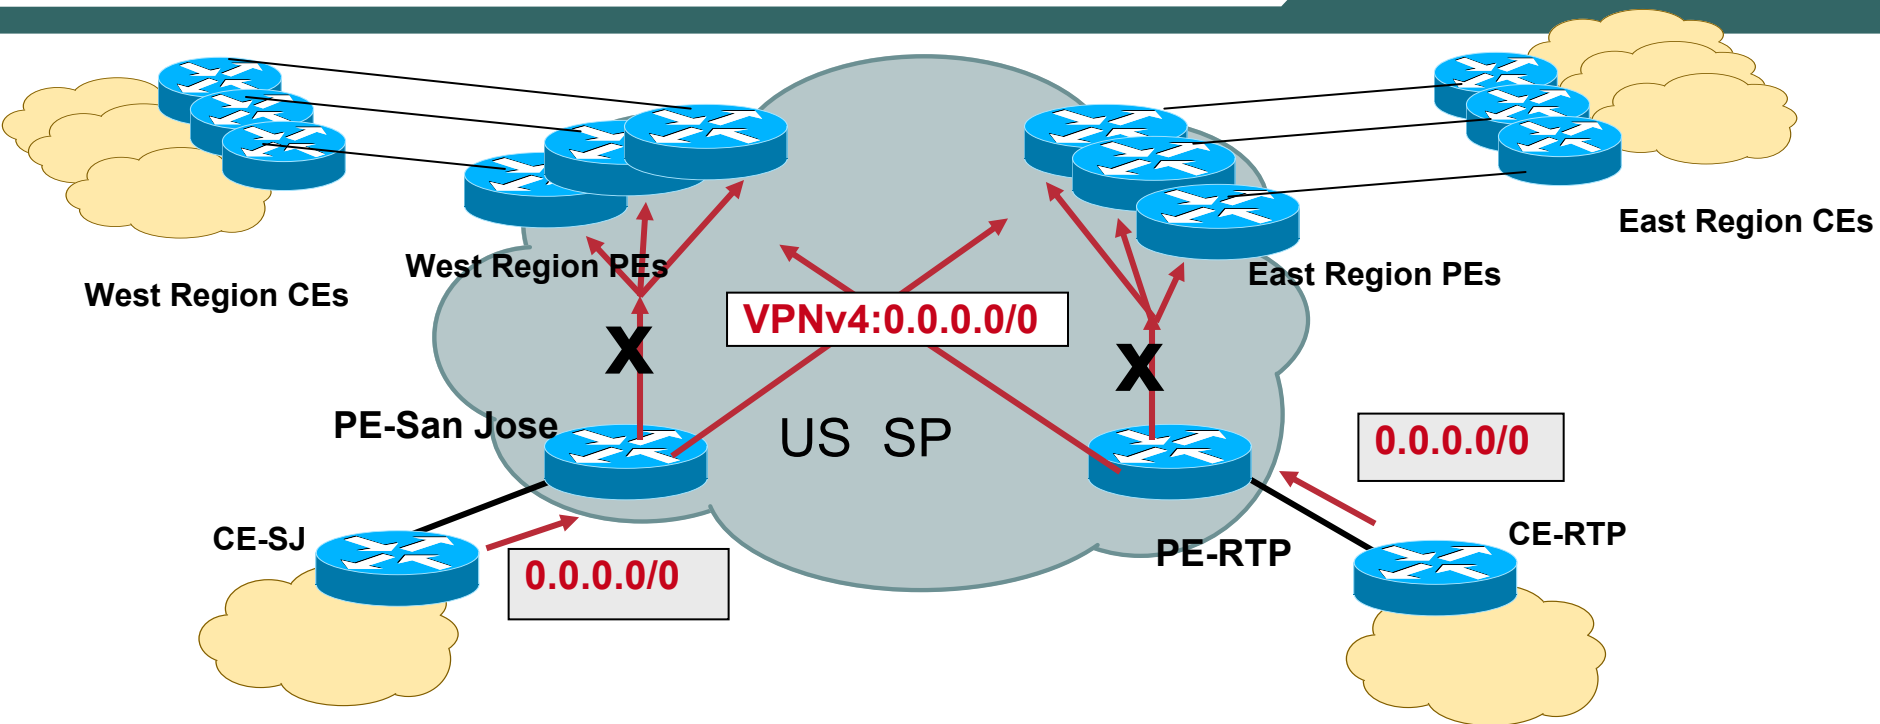 East Region CEs
West Region PEs
East Region PEs
West Region CEs
VPNv4:0.0.0.0/0
X
X
PE-San Jose
US SP
0.0.0.0/0
CE-SJ
CE-RTP
PE-RTP
0.0.0.0/0